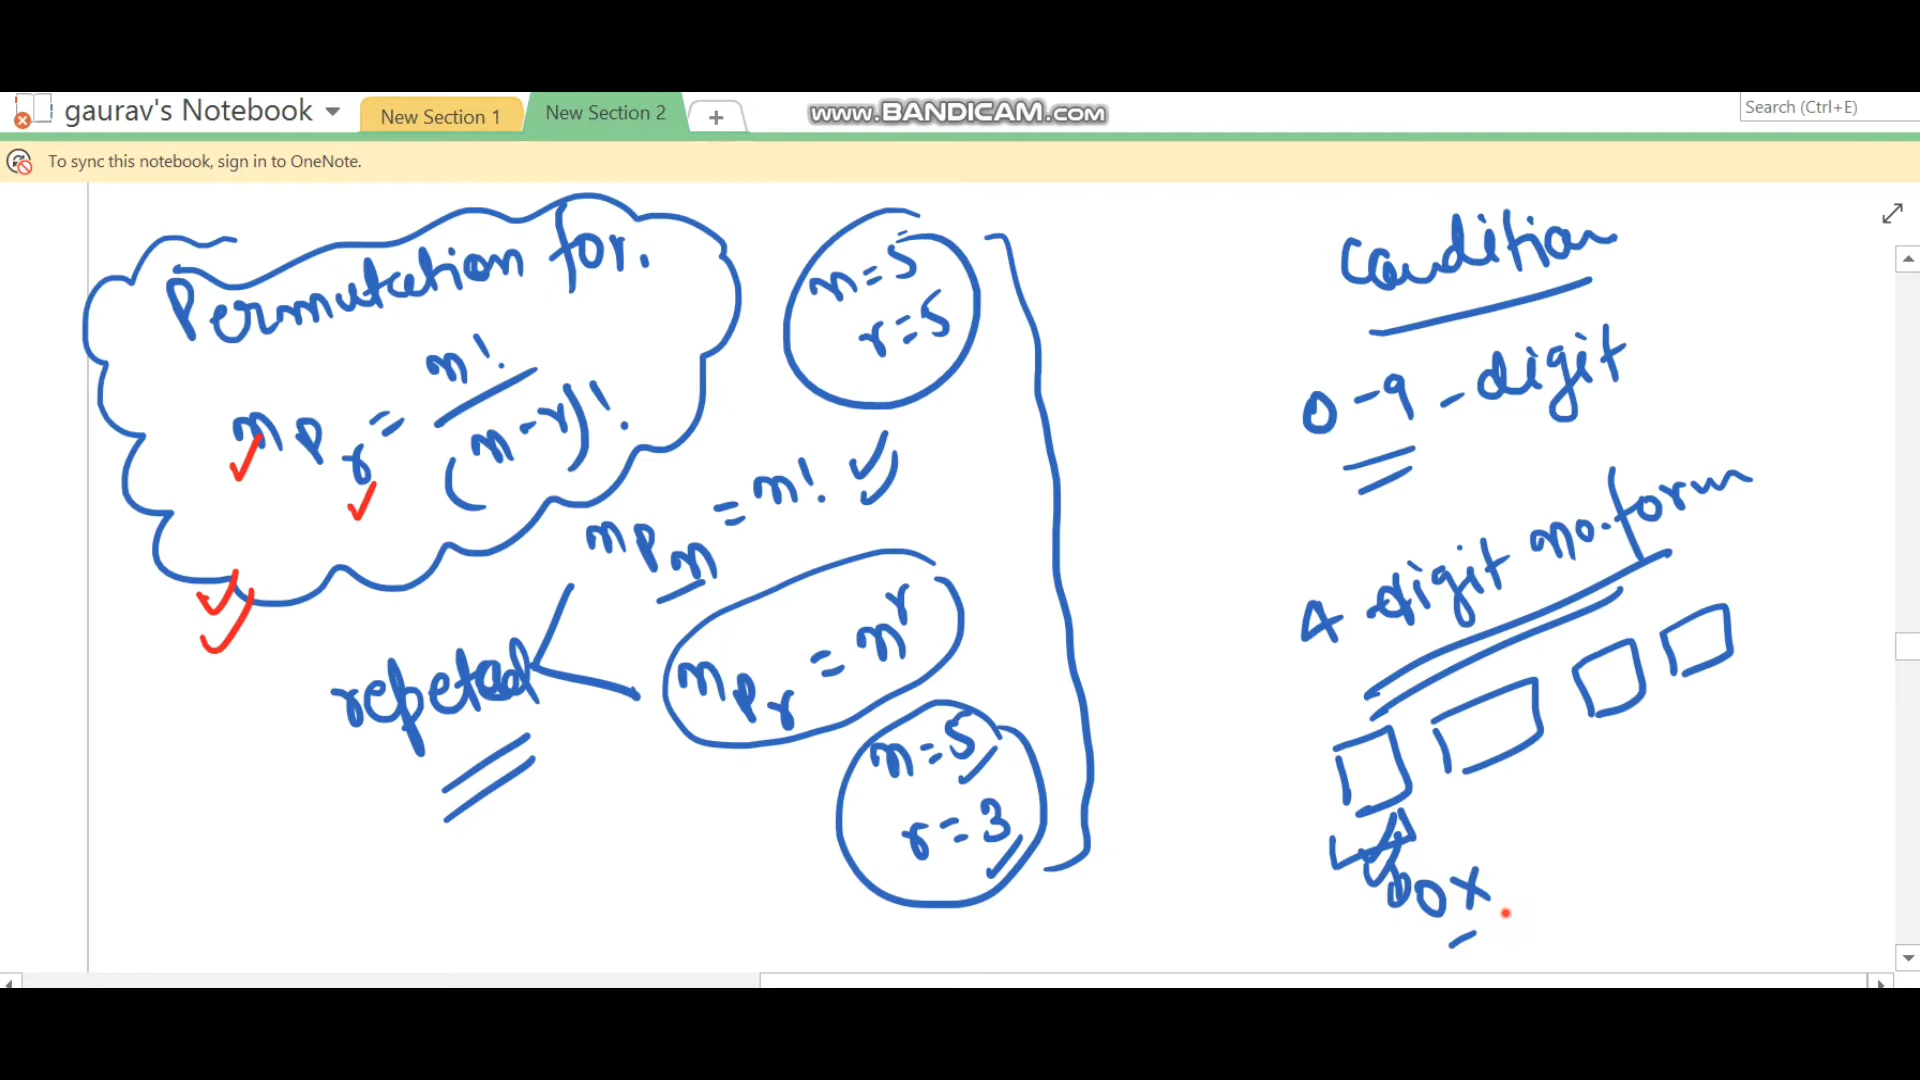 gaurav's Notebook
New Section 1
New Section 2
+
www.BANDICAM.com
Search (Ctrl+E)
To sync this notebook, sign in to OneNote.
Permutation for.
nPr = n! / (n-r)!
n=5
r=5
nPn = n!
repeted
nPr = n^r
n=5
r=3
Condition
0-9-digit
4 digit no. form
box